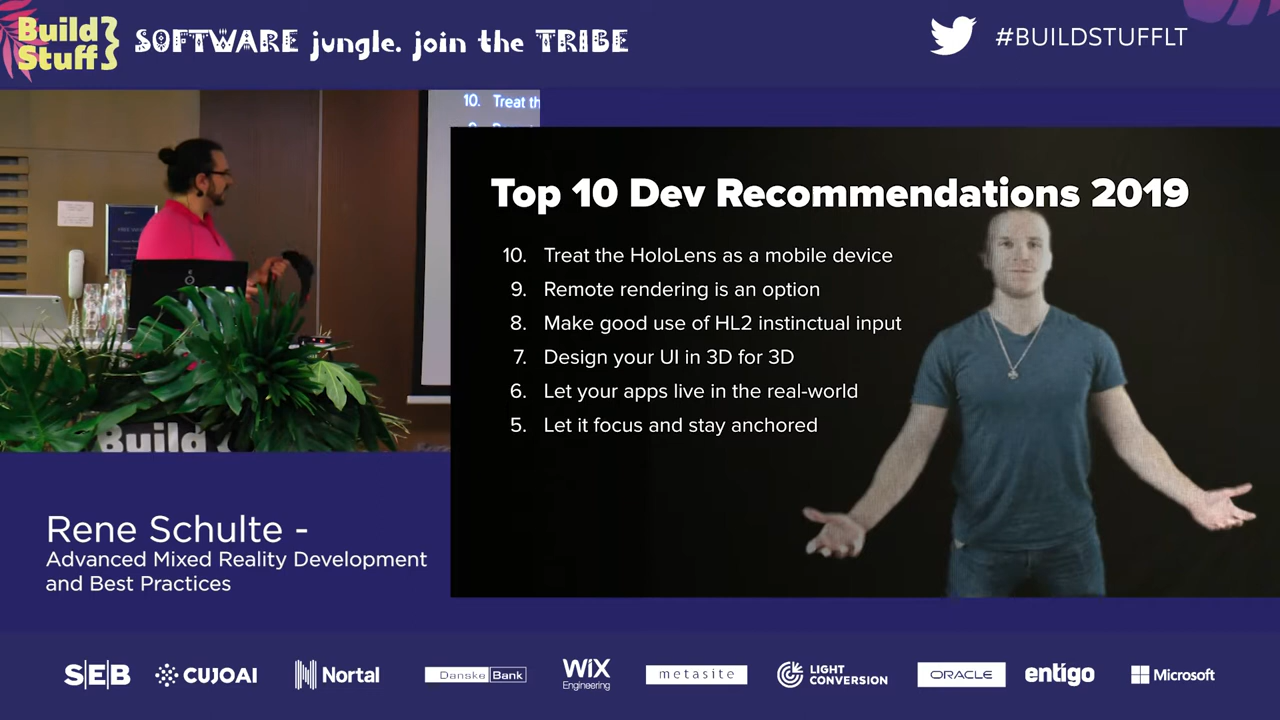 Build
Stuff
SOFTWARE jungle. join the TRIBE
#BUILDSTUFFLT
10. Treat th
Top 10 Dev Recommendations 2019
10. Treat the HoloLens as a mobile device
9. Remote rendering is an option
8. Make good use of HL2 instinctual input
7. Design your UI in 3D for 3D
6. Let your apps live in the real-world
5. Let it focus and stay anchored
Build
Rene Schulte -
Advanced Mixed Reality Development
and Best Practices
SEB
CUJOAI
Nortal
Danske Bank
WiX
Engineering
metasite
LIGHT
CONVERSION
ORACLE
entigo
Microsoft